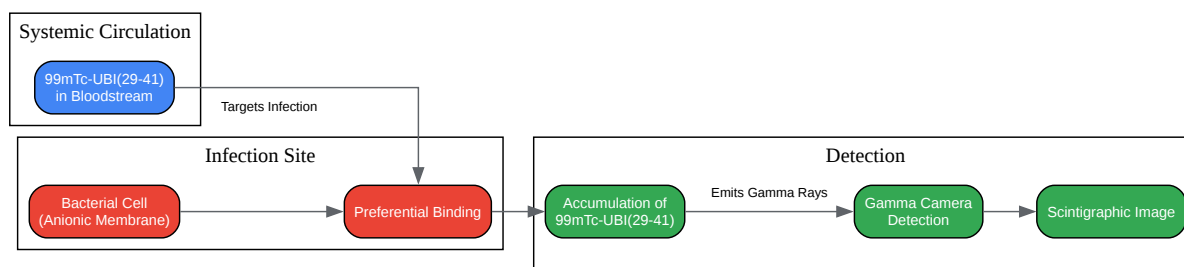 Systemic Circulation
99mTc-UBI(29-41)
in Bloodstream
Targets Infection
Infection Site
Detection
Bacterial Cell
(Anionic Membrane)
Preferential Binding
Accumulation of
99mTc-UBI(29-41)
Emits Gamma Rays
Gamma Camera
Detection
Scintigraphic Image